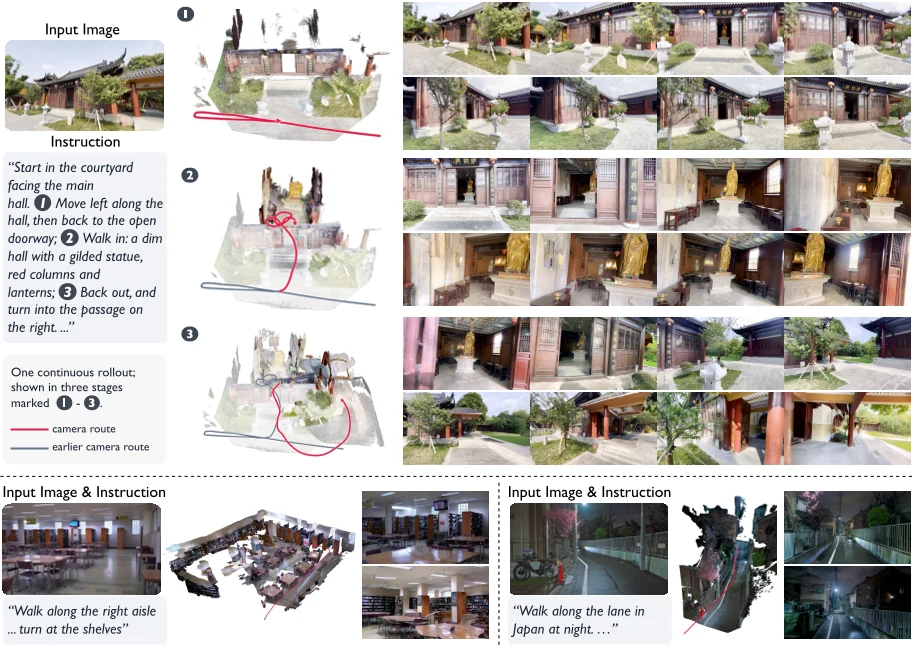 Input Image
Instruction
“Start in the courtyard
facing the main
hall. 1 Move left along the
hall, then back to the open
doorway; 2 Walk in: a dim
hall with a gilded statue,
red columns and
lanterns; 3 Back out, and
turn into the passage on
the right. ...”
One continuous rollout;
shown in three stages
marked 1 - 3.
camera route
earlier camera route
1
2
3
Input Image & Instruction
“Walk along the right aisle
... turn at the shelves”
Input Image & Instruction
“Walk along the lane in
Japan at night. …”